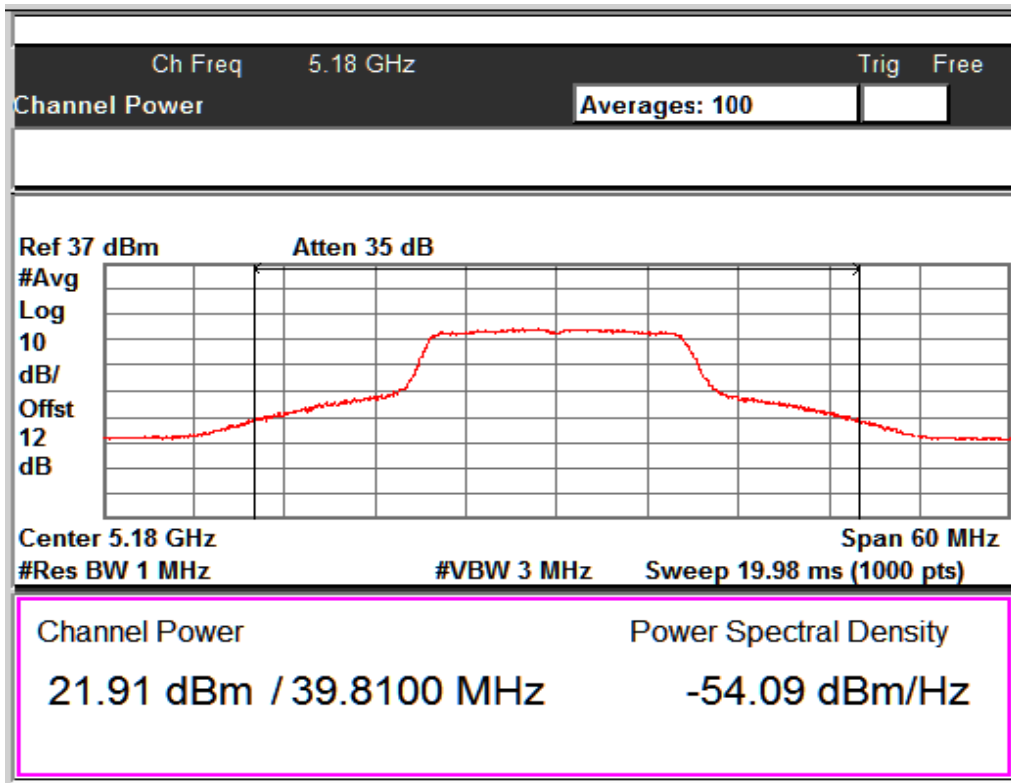 Ch Freq 5.18 GHz Trig Free
Channel Power Averages: 100
Ref 37 dBm Atten 35 dB
#Avg
Log
10
dB/
Offst
12
dB
Center 5.18 GHz Span 60 MHz
#Res BW 1 MHz #VBW 3 MHz Sweep 19.98 ms (1000 pts)
Channel Power Power Spectral Density
21.91 dBm / 39.8100 MHz -54.09 dBm/Hz